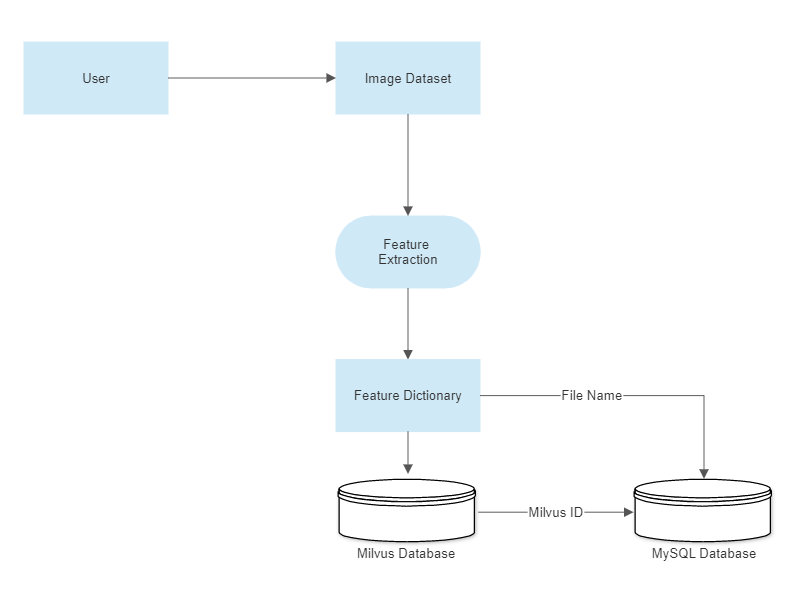 User
Image Dataset
Feature
Extraction
Feature Dictionary
File Name
Milvus ID
Milvus Database
MySQL Database